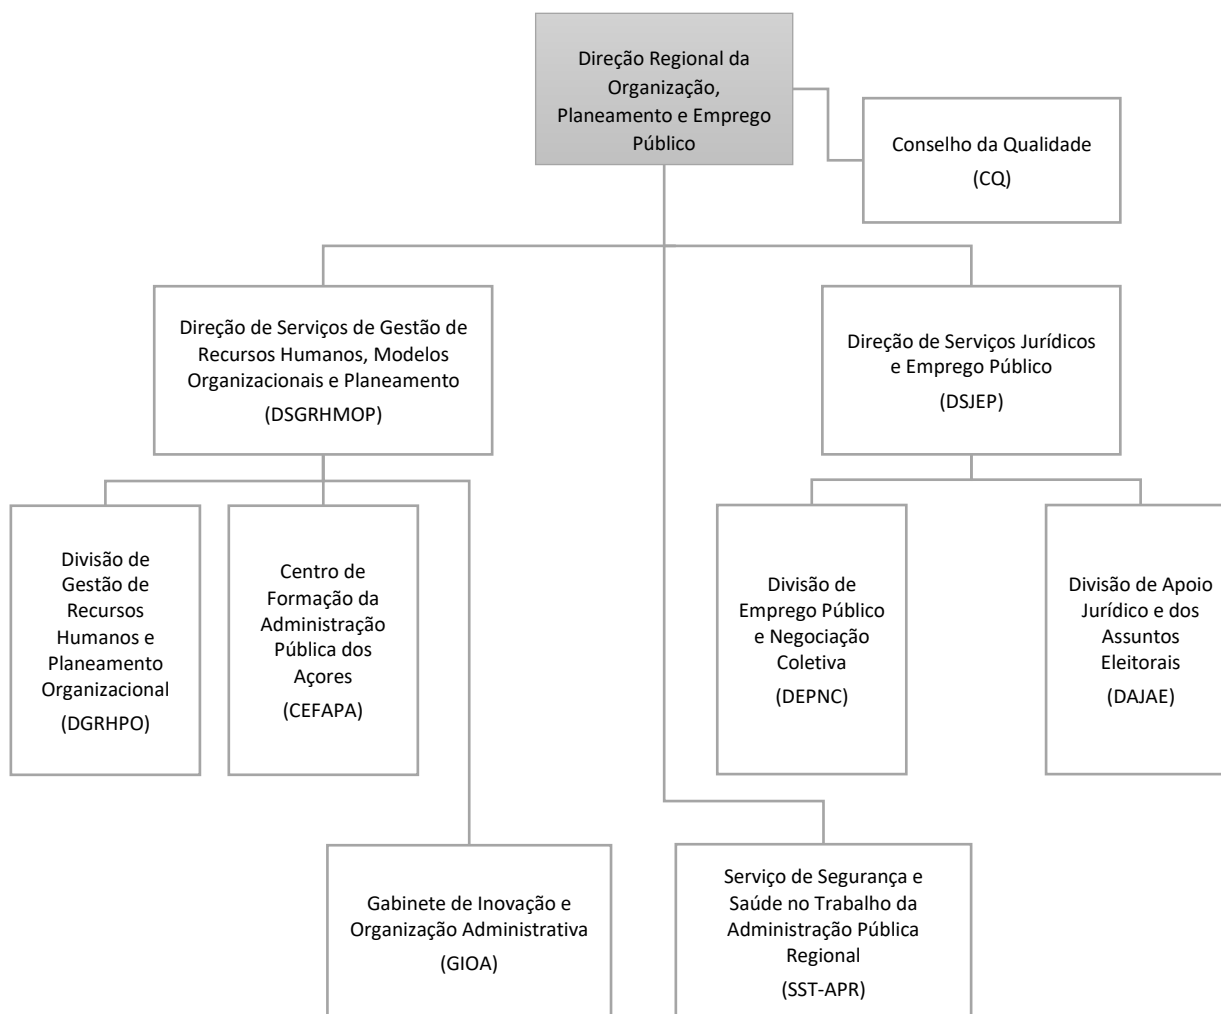 Direção Regional da
Organização,
Planeamento e Emprego
Público
Conselho da Qualidade
(CQ)
Direção de Serviços de Gestão de
Recursos Humanos, Modelos
Organizacionais e Planeamento
(DSGRHMOP)
Direção de Serviços Jurídicos
e Emprego Público
(DSJEP)
Divisão de
Gestão de
Recursos
Humanos e
Planeamento
Organizacional
(DGRHPO)
Centro de
Formação da
Administração
Pública dos
Açores
(CEFAPA)
Divisão de
Emprego Público
e Negociação
Coletiva
(DEPNC)
Divisão de Apoio
Jurídico e dos
Assuntos
Eleitorais
(DAJAE)
Gabinete de Inovação e
Organização Administrativa
(GIOA)
Serviço de Segurança e
Saúde no Trabalho da
Administração Pública
Regional
(SST-APR)